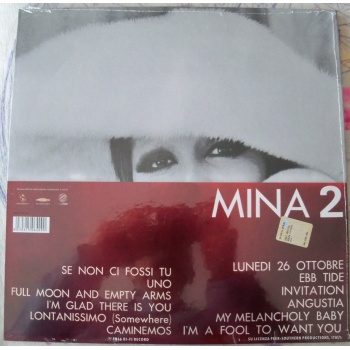 MINA 2
SE NON CI FOSSI TU
UNO
FULL MOON AND EMPTY ARMS
I'M GLAD THERE IS YOU
LONTANISSIMO (Somewhere)
CAMINEMOS
LUNEDI 26 OTTOBRE
EBB TIDE
INVITATION
ANGUSTIA
MY MELANCHOLY BABY
I'M A FOOL TO WANT YOU